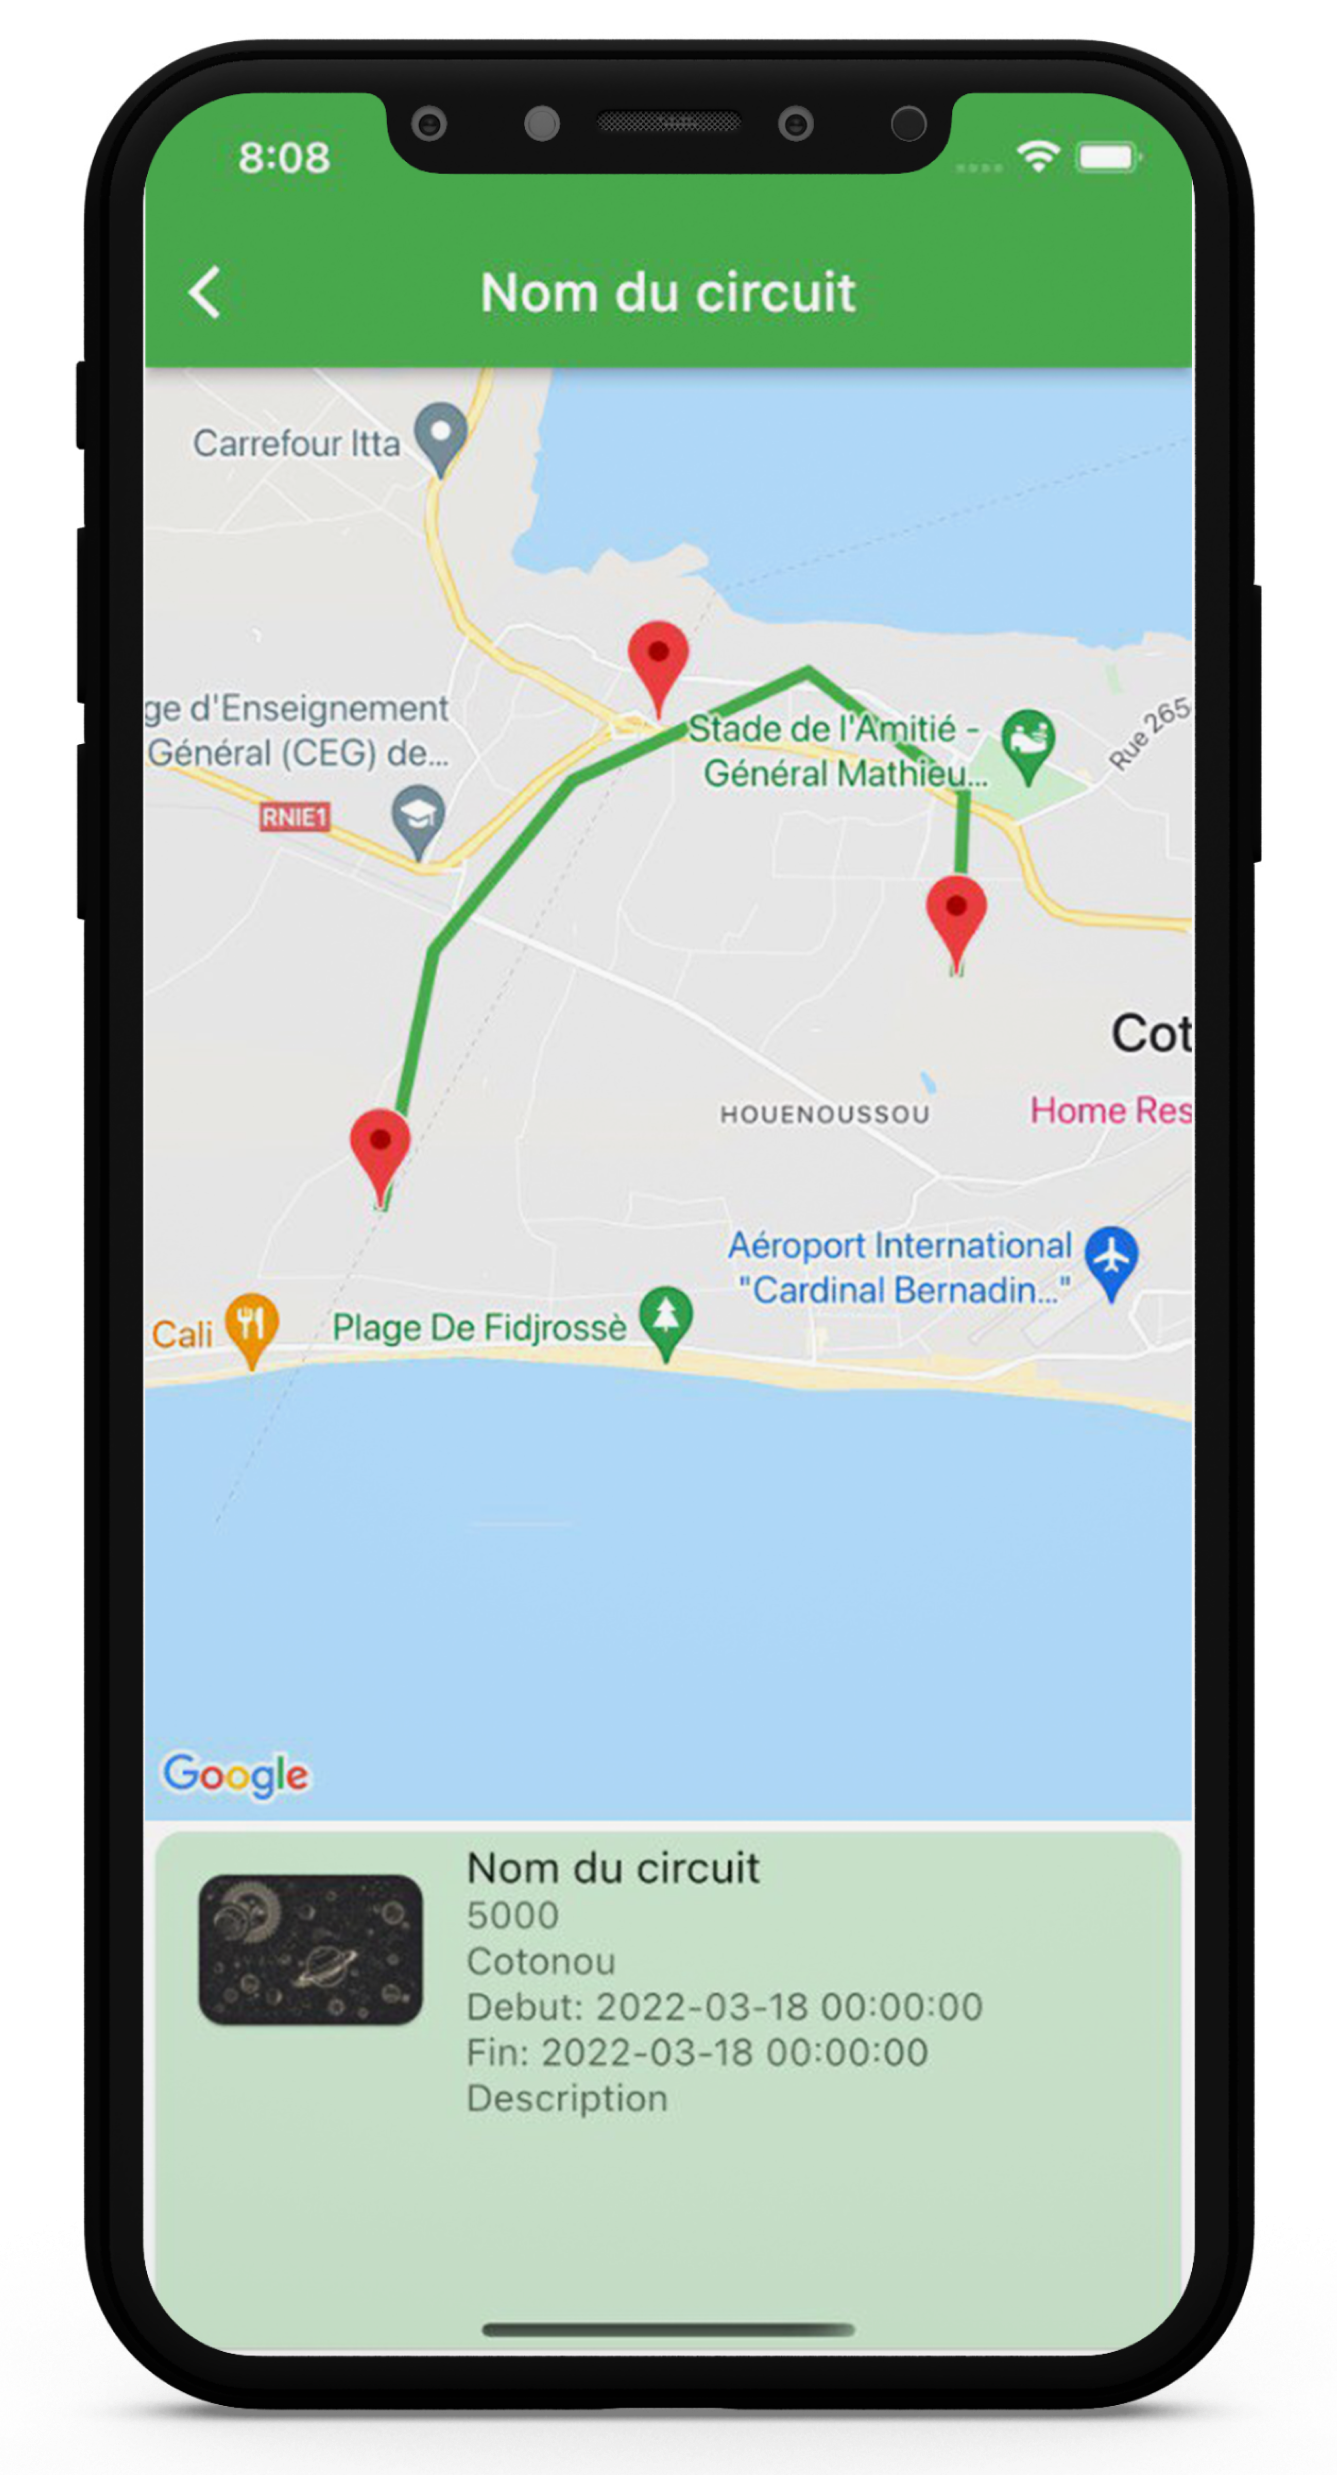 8:08
Nom du circuit
Carrefour Itta
ge d'Enseignement
Général (CEG) de...
Stade de l'Amitié -
Général Mathieu...
Rue 265
RNIE1
Cot
HOUENOUSSOU
Home Res
Aéroport International
"Cardinal Bernadin..."
Cali
Plage De Fidjrossè
Google
Nom du circuit
5000
Cotonou
Debut: 2022-03-18 00:00:00
Fin: 2022-03-18 00:00:00
Description